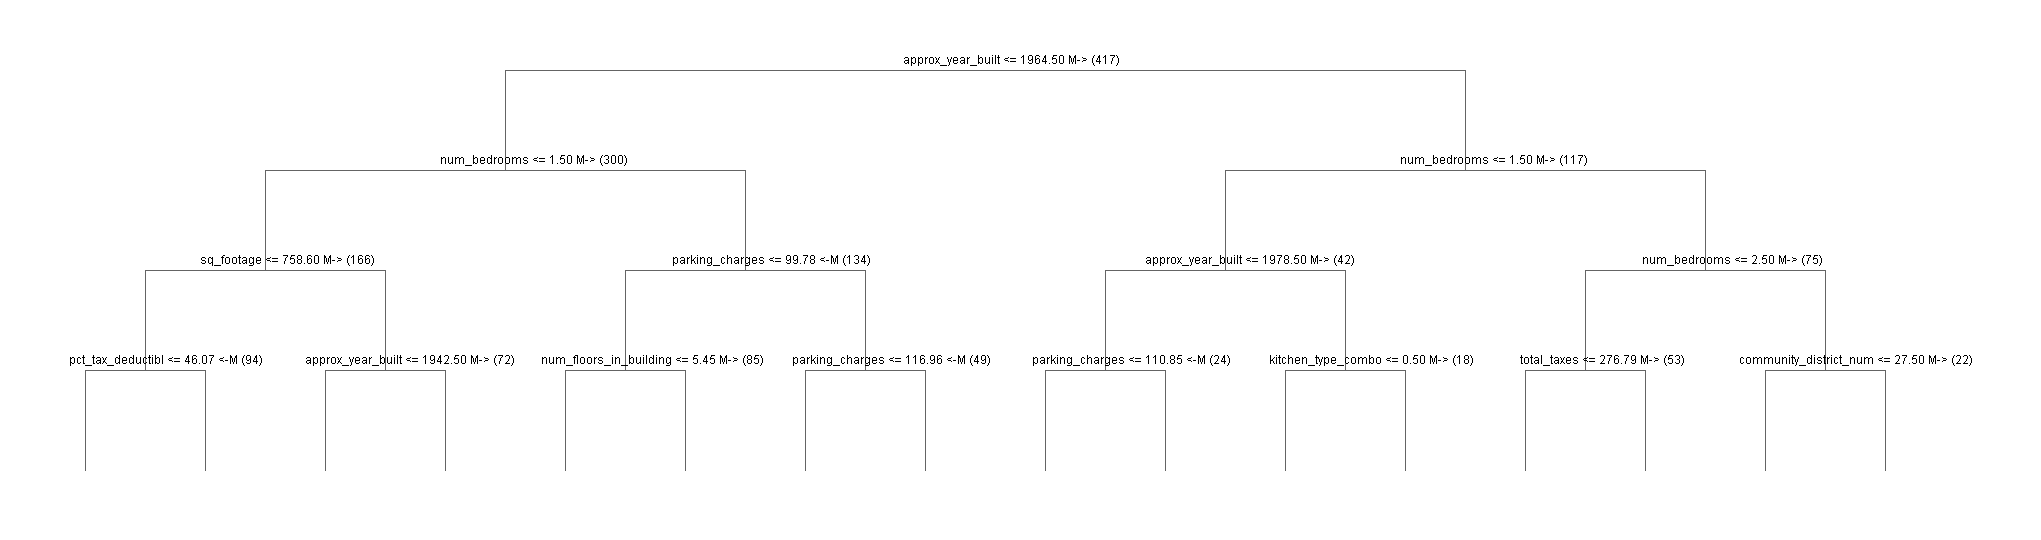 approx_year_built <= 1964.50 M-> (417)
num_bedrooms <= 1.50 M-> (300)
num_bedrooms <= 1.50 M-> (117)
sq_footage <= 758.60 M-> (166)
parking_charges <= 99.78 <-M (134)
approx_year_built <= 1978.50 M-> (42)
num_bedrooms <= 2.50 M-> (75)
pct_tax_deductibl <= 46.07 <-M (94)
approx_year_built <= 1942.50 M-> (72)
num_floors_in_building <= 5.45 M-> (85)
parking_charges <= 116.96 <-M (49)
parking_charges <= 110.85 <-M (24)
kitchen_type_combo <= 0.50 M-> (18)
total_taxes <= 276.79 M-> (53)
community_district_num <= 27.50 M-> (22)